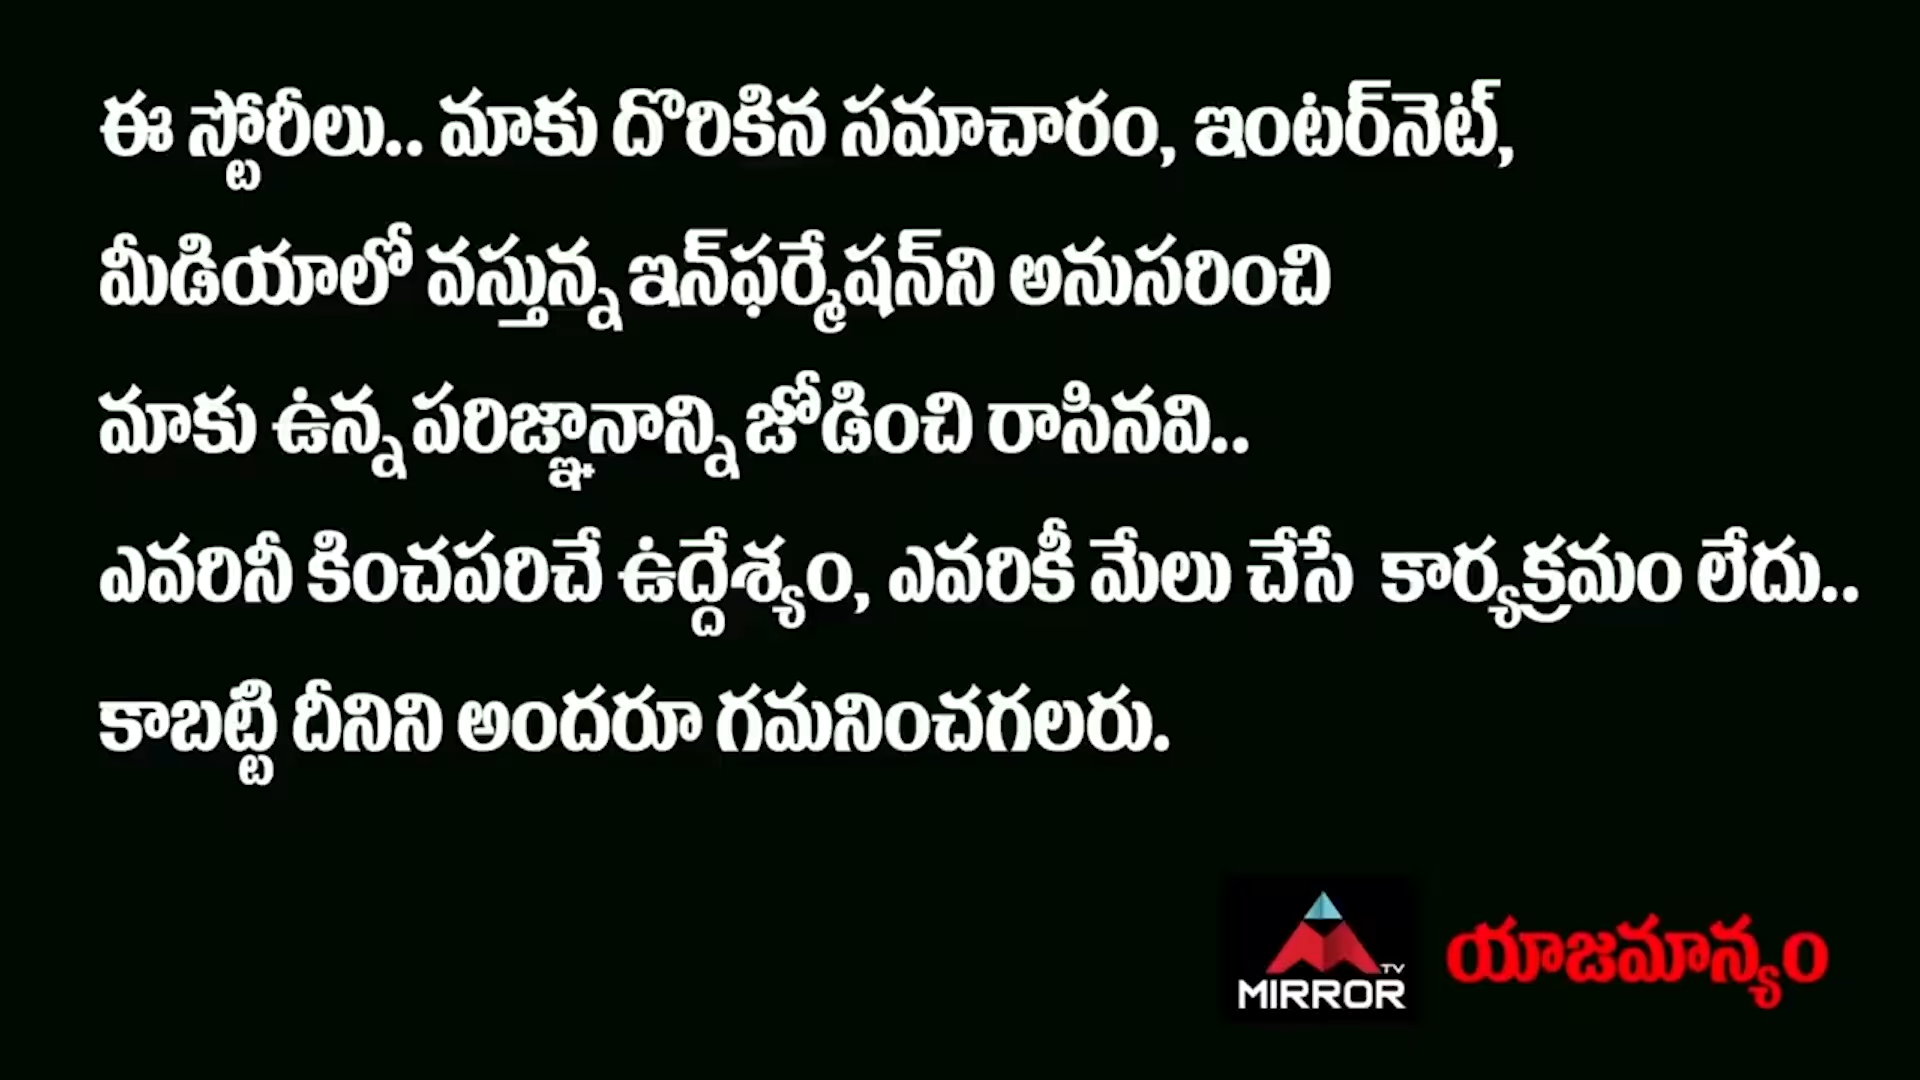 ఈ స్టోరీలు.. మాకు దొరికిన సమాచారం, ఇంటర్‌నెట్,
మీడియాలో వస్తున్న ఇన్‌ఫర్మేషన్‌ని అనుసరించి
మాకు ఉన్న పరిజ్ఞానాన్ని జోడించి రాసినవి..
ఎవరినీ కించపరిచే ఉద్దేశ్యం, ఎవరికీ మేలు చేసే కార్యక్రమం లేదు..
కాబట్టి దీనిని అందరూ గమనించగలరు.
MIRROR TV యాజమాన్యం